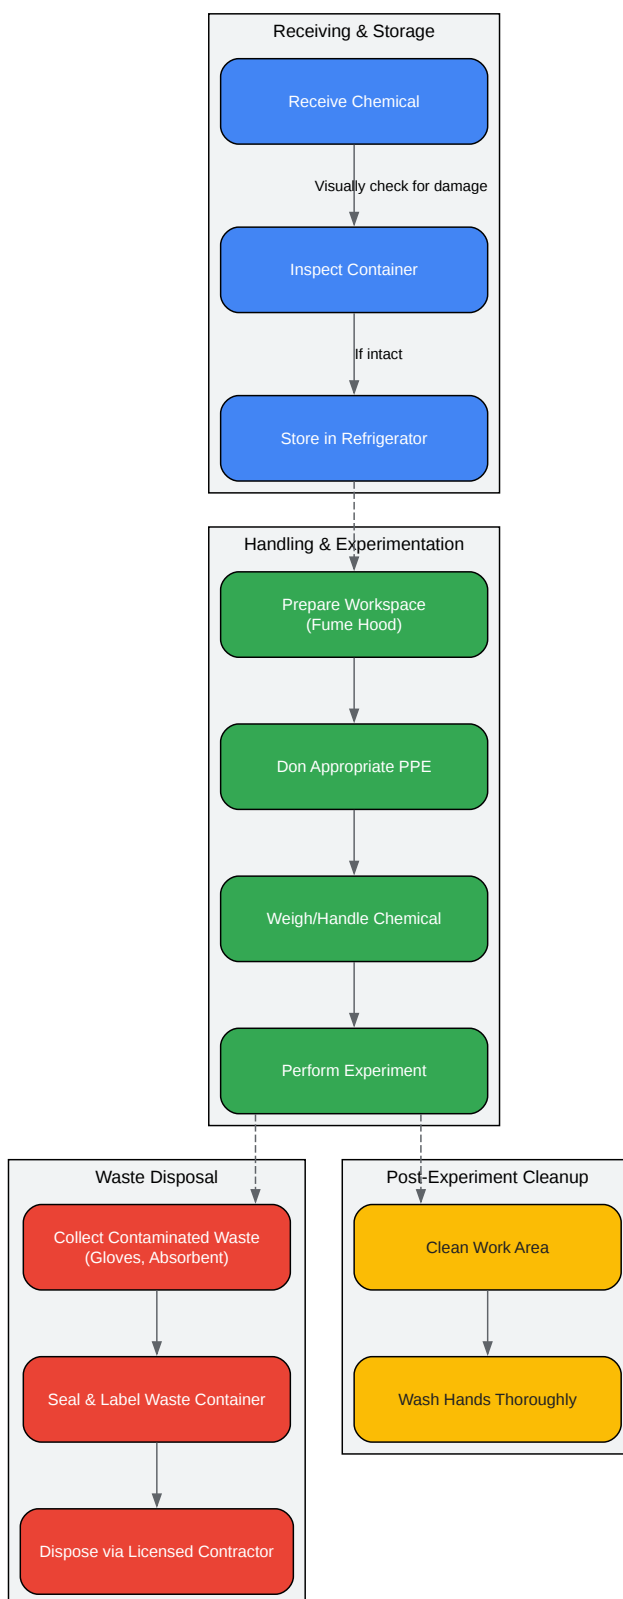 Receiving & Storage
Receive Chemical
Visually check for damage
Inspect Container
If intact
Store in Refrigerator
Handling & Experimentation
Prepare Workspace
(Fume Hood)
Don Appropriate PPE
Weigh/Handle Chemical
Perform Experiment
Waste Disposal
Collect Contaminated Waste
(Gloves, Absorbent)
Seal & Label Waste Container
Dispose via Licensed Contractor
Post-Experiment Cleanup
Clean Work Area
Wash Hands Thoroughly